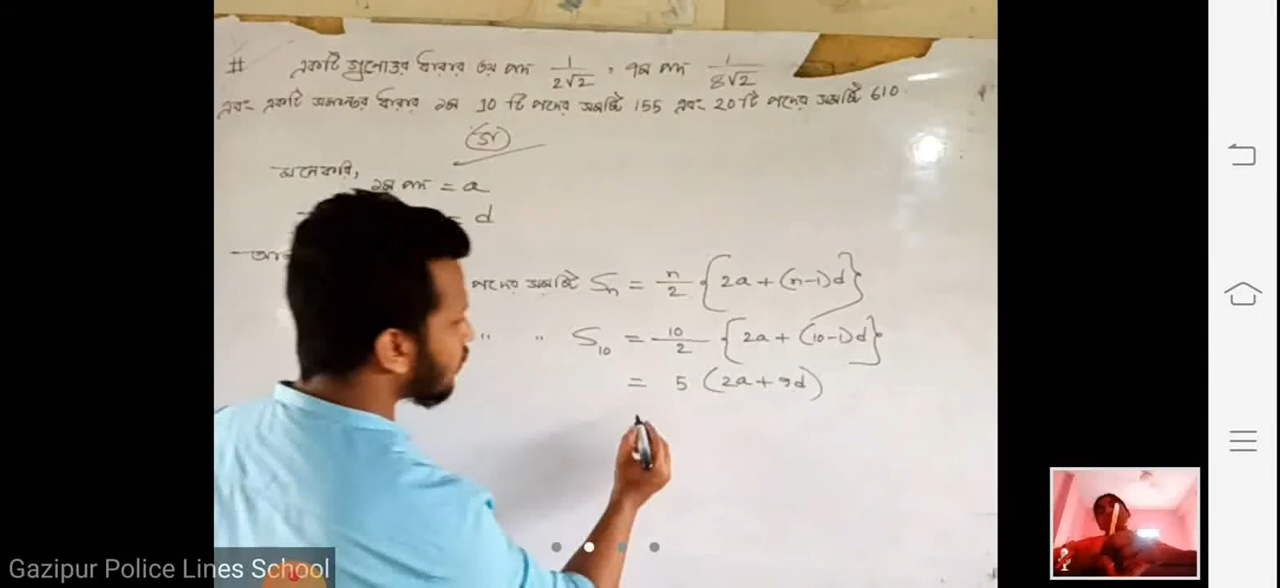 # একটি গুনোত্তর ধারার ৩য় পদ 1/2√2, ৭ম পদ 1/8√2
এবং একটি সমান্তর ধারার ১ম 10 টি পদের সমষ্টি 155 এবং 20 টি পদের সমষ্টি 610.
মনেকরি,
১ম পদ = a
= d
পদের সমষ্টি Sₙ = n/2 {2a + (n-1)d}
" " S₁₀ = 10/2 {2a + (10-1)d}
= 5 (2a + 9d)
Gazipur Police Lines School